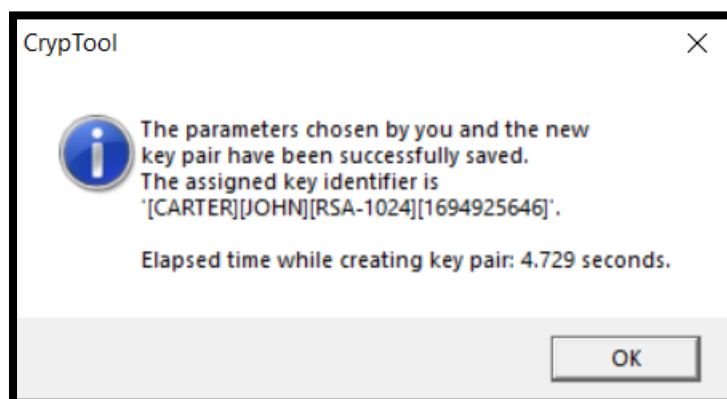 CrypTool
The parameters chosen by you and the new
key pair have been successfully saved.
The assigned key identifier is
'[CARTER][JOHN][RSA-1024][1694925646]'.
Elapsed time while creating key pair: 4.729 seconds.
OK